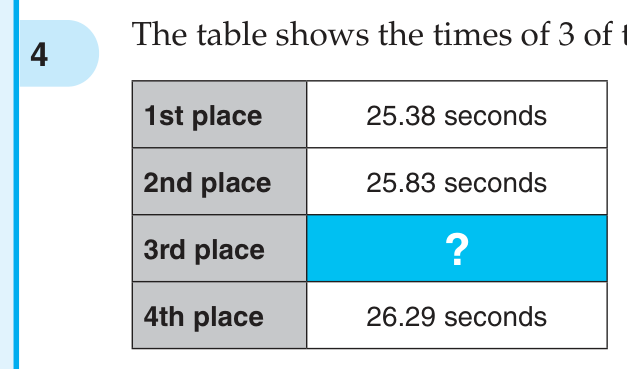 4
The table shows the times of 3 of
1st place 25.38 seconds
2nd place 25.83 seconds
3rd place ?
4th place 26.29 seconds